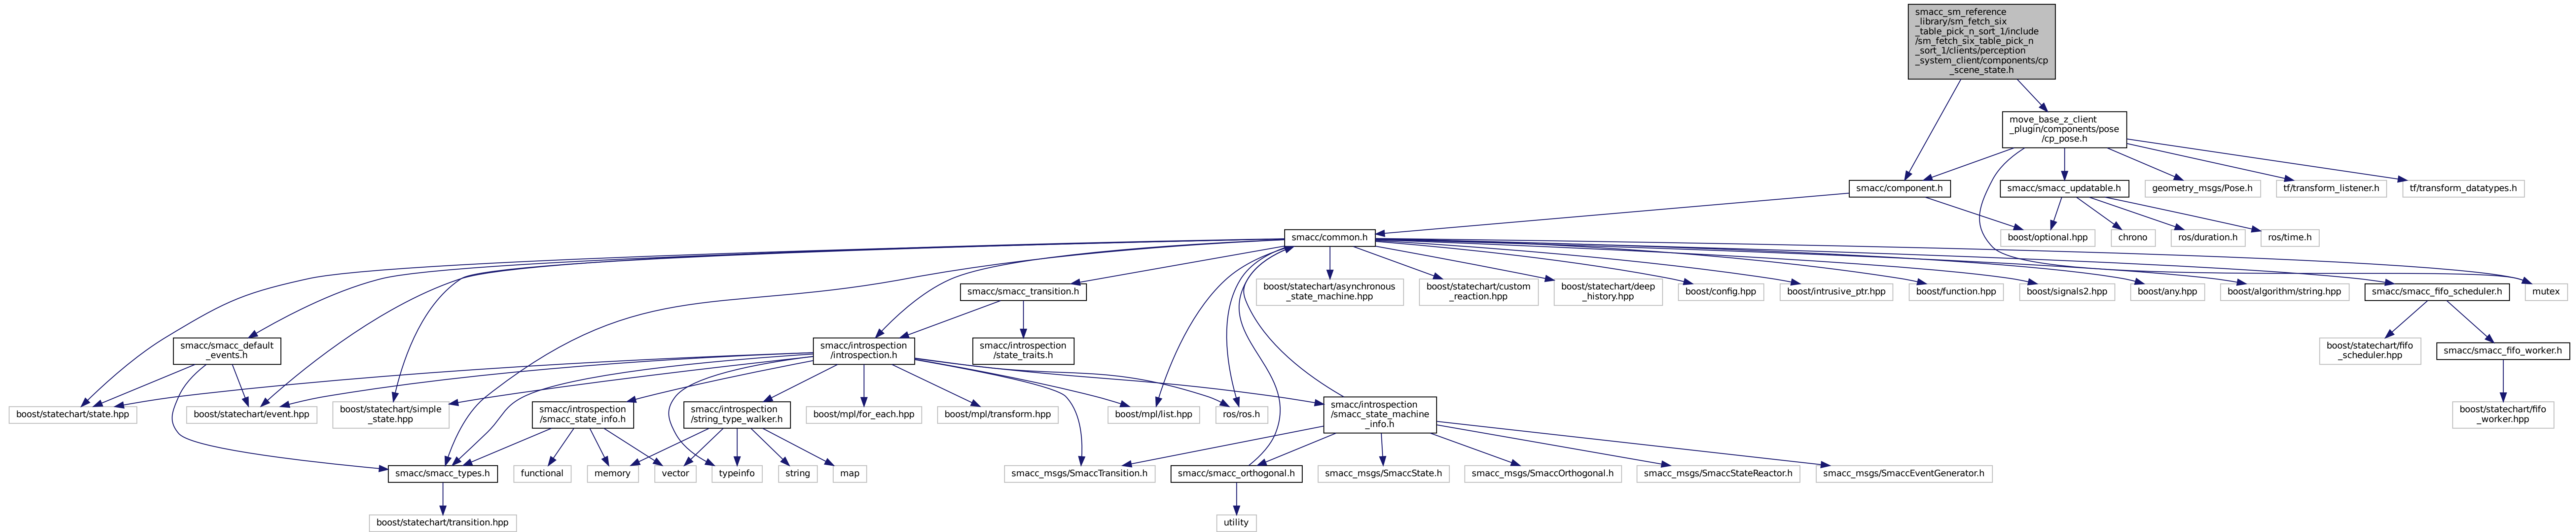 smacc_sm_reference
_library/sm_fetch_six
_table_pick_n_sort_1/include
/sm_fetch_six_table_pick_n
_sort_1/clients/perception
_system_client/components/cp
_scene_state.h
move_base_z_client
_plugin/components/pose
/cp_pose.h
smacc/component.h
smacc/smacc_updatable.h
geometry_msgs/Pose.h
tf/transform_listener.h
tf/transform_datatypes.h
smacc/common.h
boost/optional.hpp
chrono
ros/duration.h
ros/time.h
smacc/smacc_transition.h
boost/statechart/asynchronous
_state_machine.hpp
boost/statechart/custom
_reaction.hpp
boost/statechart/deep
_history.hpp
boost/config.hpp
boost/intrusive_ptr.hpp
boost/function.hpp
boost/signals2.hpp
boost/any.hpp
boost/algorithm/string.hpp
smacc/smacc_fifo_scheduler.h
mutex
smacc/smacc_default
_events.h
smacc/introspection
/introspection.h
smacc/introspection
/state_traits.h
boost/statechart/fifo
_scheduler.hpp
smacc/smacc_fifo_worker.h
boost/statechart/state.hpp
boost/statechart/event.hpp
boost/statechart/simple
_state.hpp
smacc/introspection
/smacc_state_info.h
smacc/introspection
/string_type_walker.h
boost/mpl/for_each.hpp
boost/mpl/transform.hpp
boost/mpl/list.hpp
ros/ros.h
smacc/introspection
/smacc_state_machine
_info.h
boost/statechart/fifo
_worker.hpp
smacc/smacc_types.h
functional
memory
vector
typeinfo
string
map
smacc_msgs/SmaccTransition.h
smacc/smacc_orthogonal.h
smacc_msgs/SmaccState.h
smacc_msgs/SmaccOrthogonal.h
smacc_msgs/SmaccStateReactor.h
smacc_msgs/SmaccEventGenerator.h
boost/statechart/transition.hpp
utility